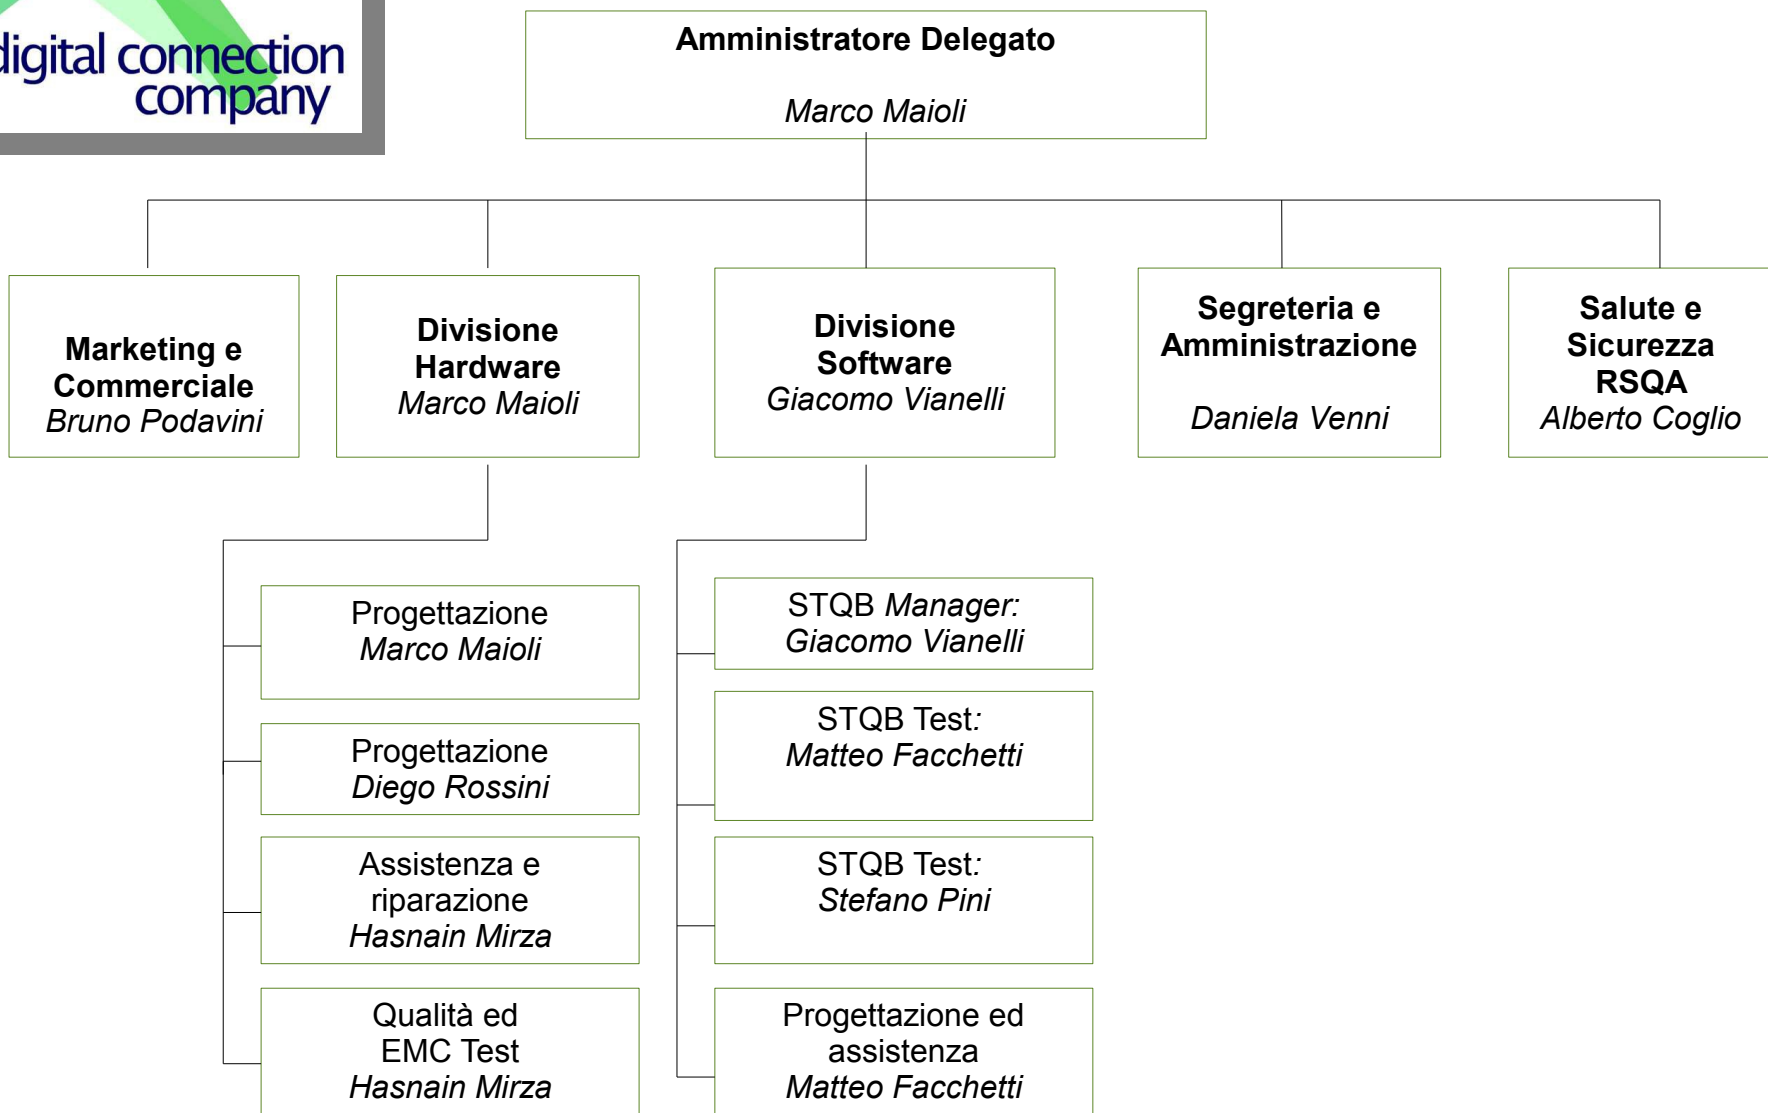 digital connection
company
Amministratore Delegato
Marco Maioli
Marketing e
Commerciale
Bruno Podavini
Divisione
Hardware
Marco Maioli
Divisione
Software
Giacomo Vianelli
Segreteria e
Amministrazione
Daniela Venni
Salute e
Sicurezza
RSQA
Alberto Coglio
Progettazione
Marco Maioli
Progettazione
Diego Rossini
Assistenza e
riparazione
Hasnain Mirza
Qualità ed
EMC Test
Hasnain Mirza
STQB Manager:
Giacomo Vianelli
STQB Test:
Matteo Facchetti
STQB Test:
Stefano Pini
Progettazione ed
assistenza
Matteo Facchetti